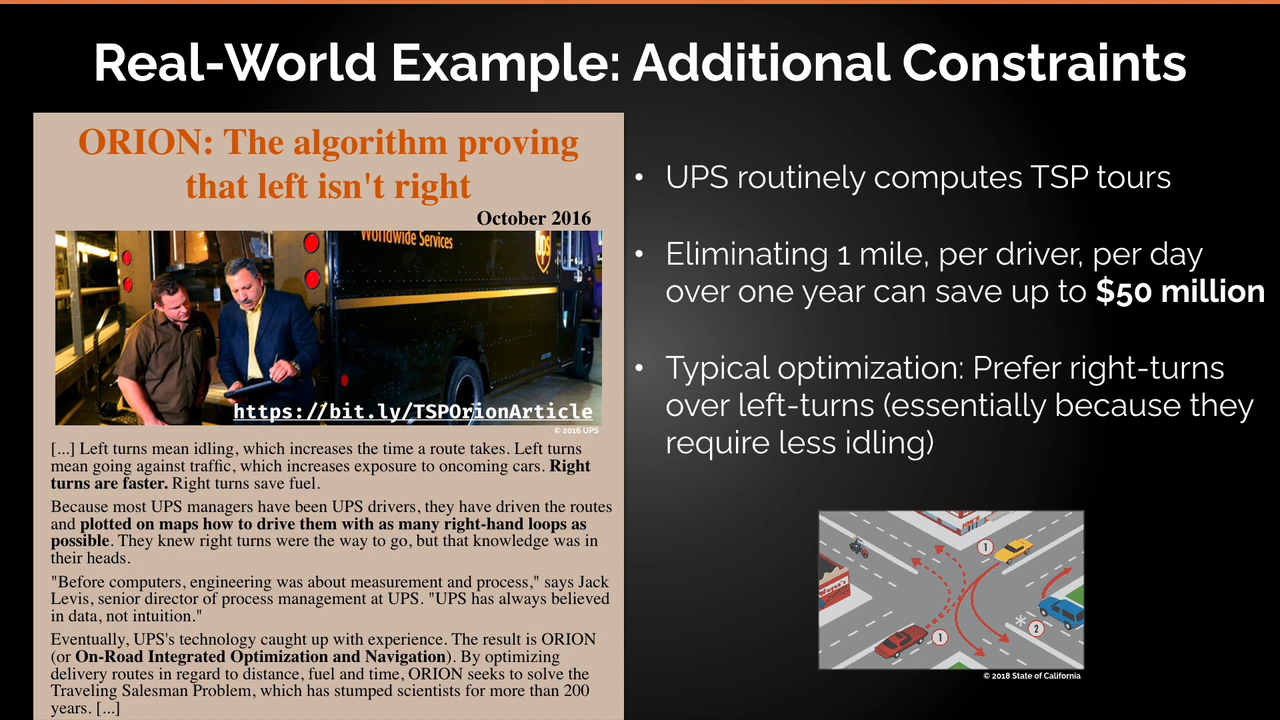 Real-World Example: Additional Constraints
ORION: The algorithm proving
that left isn't right
October 2016
Worldwide Services
ups
https://bit.ly/TSPOrionArticle
© 2016 UPS
[...] Left turns mean idling, which increases the time a route takes. Left turns
mean going against traffic, which increases exposure to oncoming cars. Right
turns are faster. Right turns save fuel.
Because most UPS managers have been UPS drivers, they have driven the routes
and plotted on maps how to drive them with as many right-hand loops as
possible. They knew right turns were the way to go, but that knowledge was in
their heads.
"Before computers, engineering was about measurement and process," says Jack
Levis, senior director of process management at UPS. "UPS has always believed
in data, not intuition."
Eventually, UPS's technology caught up with experience. The result is ORION
(or On-Road Integrated Optimization and Navigation). By optimizing
delivery routes in regard to distance, fuel and time, ORION seeks to solve the
Traveling Salesman Problem, which has stumped scientists for more than 200
years. [...]
• UPS routinely computes TSP tours
• Eliminating 1 mile, per driver, per day
over one year can save up to $50 million
• Typical optimization: Prefer right-turns
over left-turns (essentially because they
require less idling)
1
1
* 2
© 2018 State of California